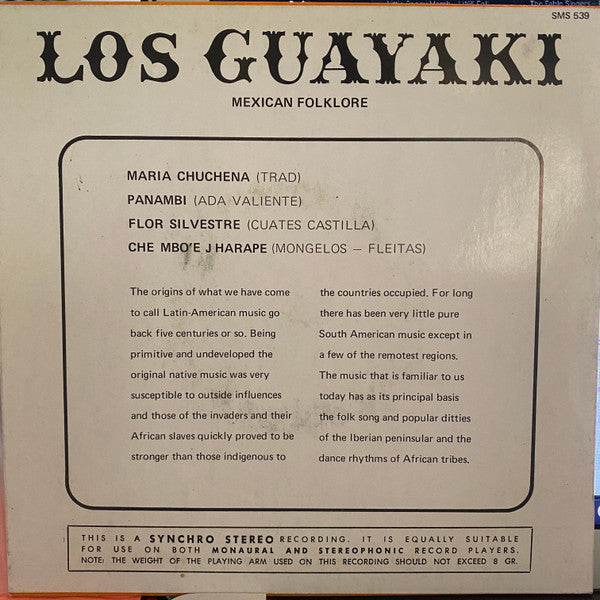 SMS 539
LOS GUAYAKI
MEXICAN FOLKLORE
MARIA CHUCHENA (TRAD)
PANAMBI (ADA VALIENTE)
FLOR SILVESTRE (CUATES CASTILLA)
CHE MBO'E J HARAPE (MONGELOS – FLEITAS)
The origins of what we have come
to call Latin-American music go
back five centuries or so. Being
primitive and undeveloped the
original native music was very
susceptible to outside influences
and those of the invaders and their
African slaves quickly proved to be
stronger than those indigenous to
the countries occupied. For long
there has been very little pure
South American music except in
a few of the remotest regions.
The music that is familiar to us
today has as its principal basis
the folk song and popular ditties
of the Iberian peninsular and the
dance rhythms of African tribes.
THIS IS A SYNCHRO STEREO RECORDING. IT IS EQUALLY SUITABLE
FOR USE ON BOTH MONAURAL AND STEREOPHONIC RECORD PLAYERS.
NOTE: THE WEIGHT OF THE PLAYING ARM USED ON THIS RECORDING SHOULD NOT EXCEED 8 GR.